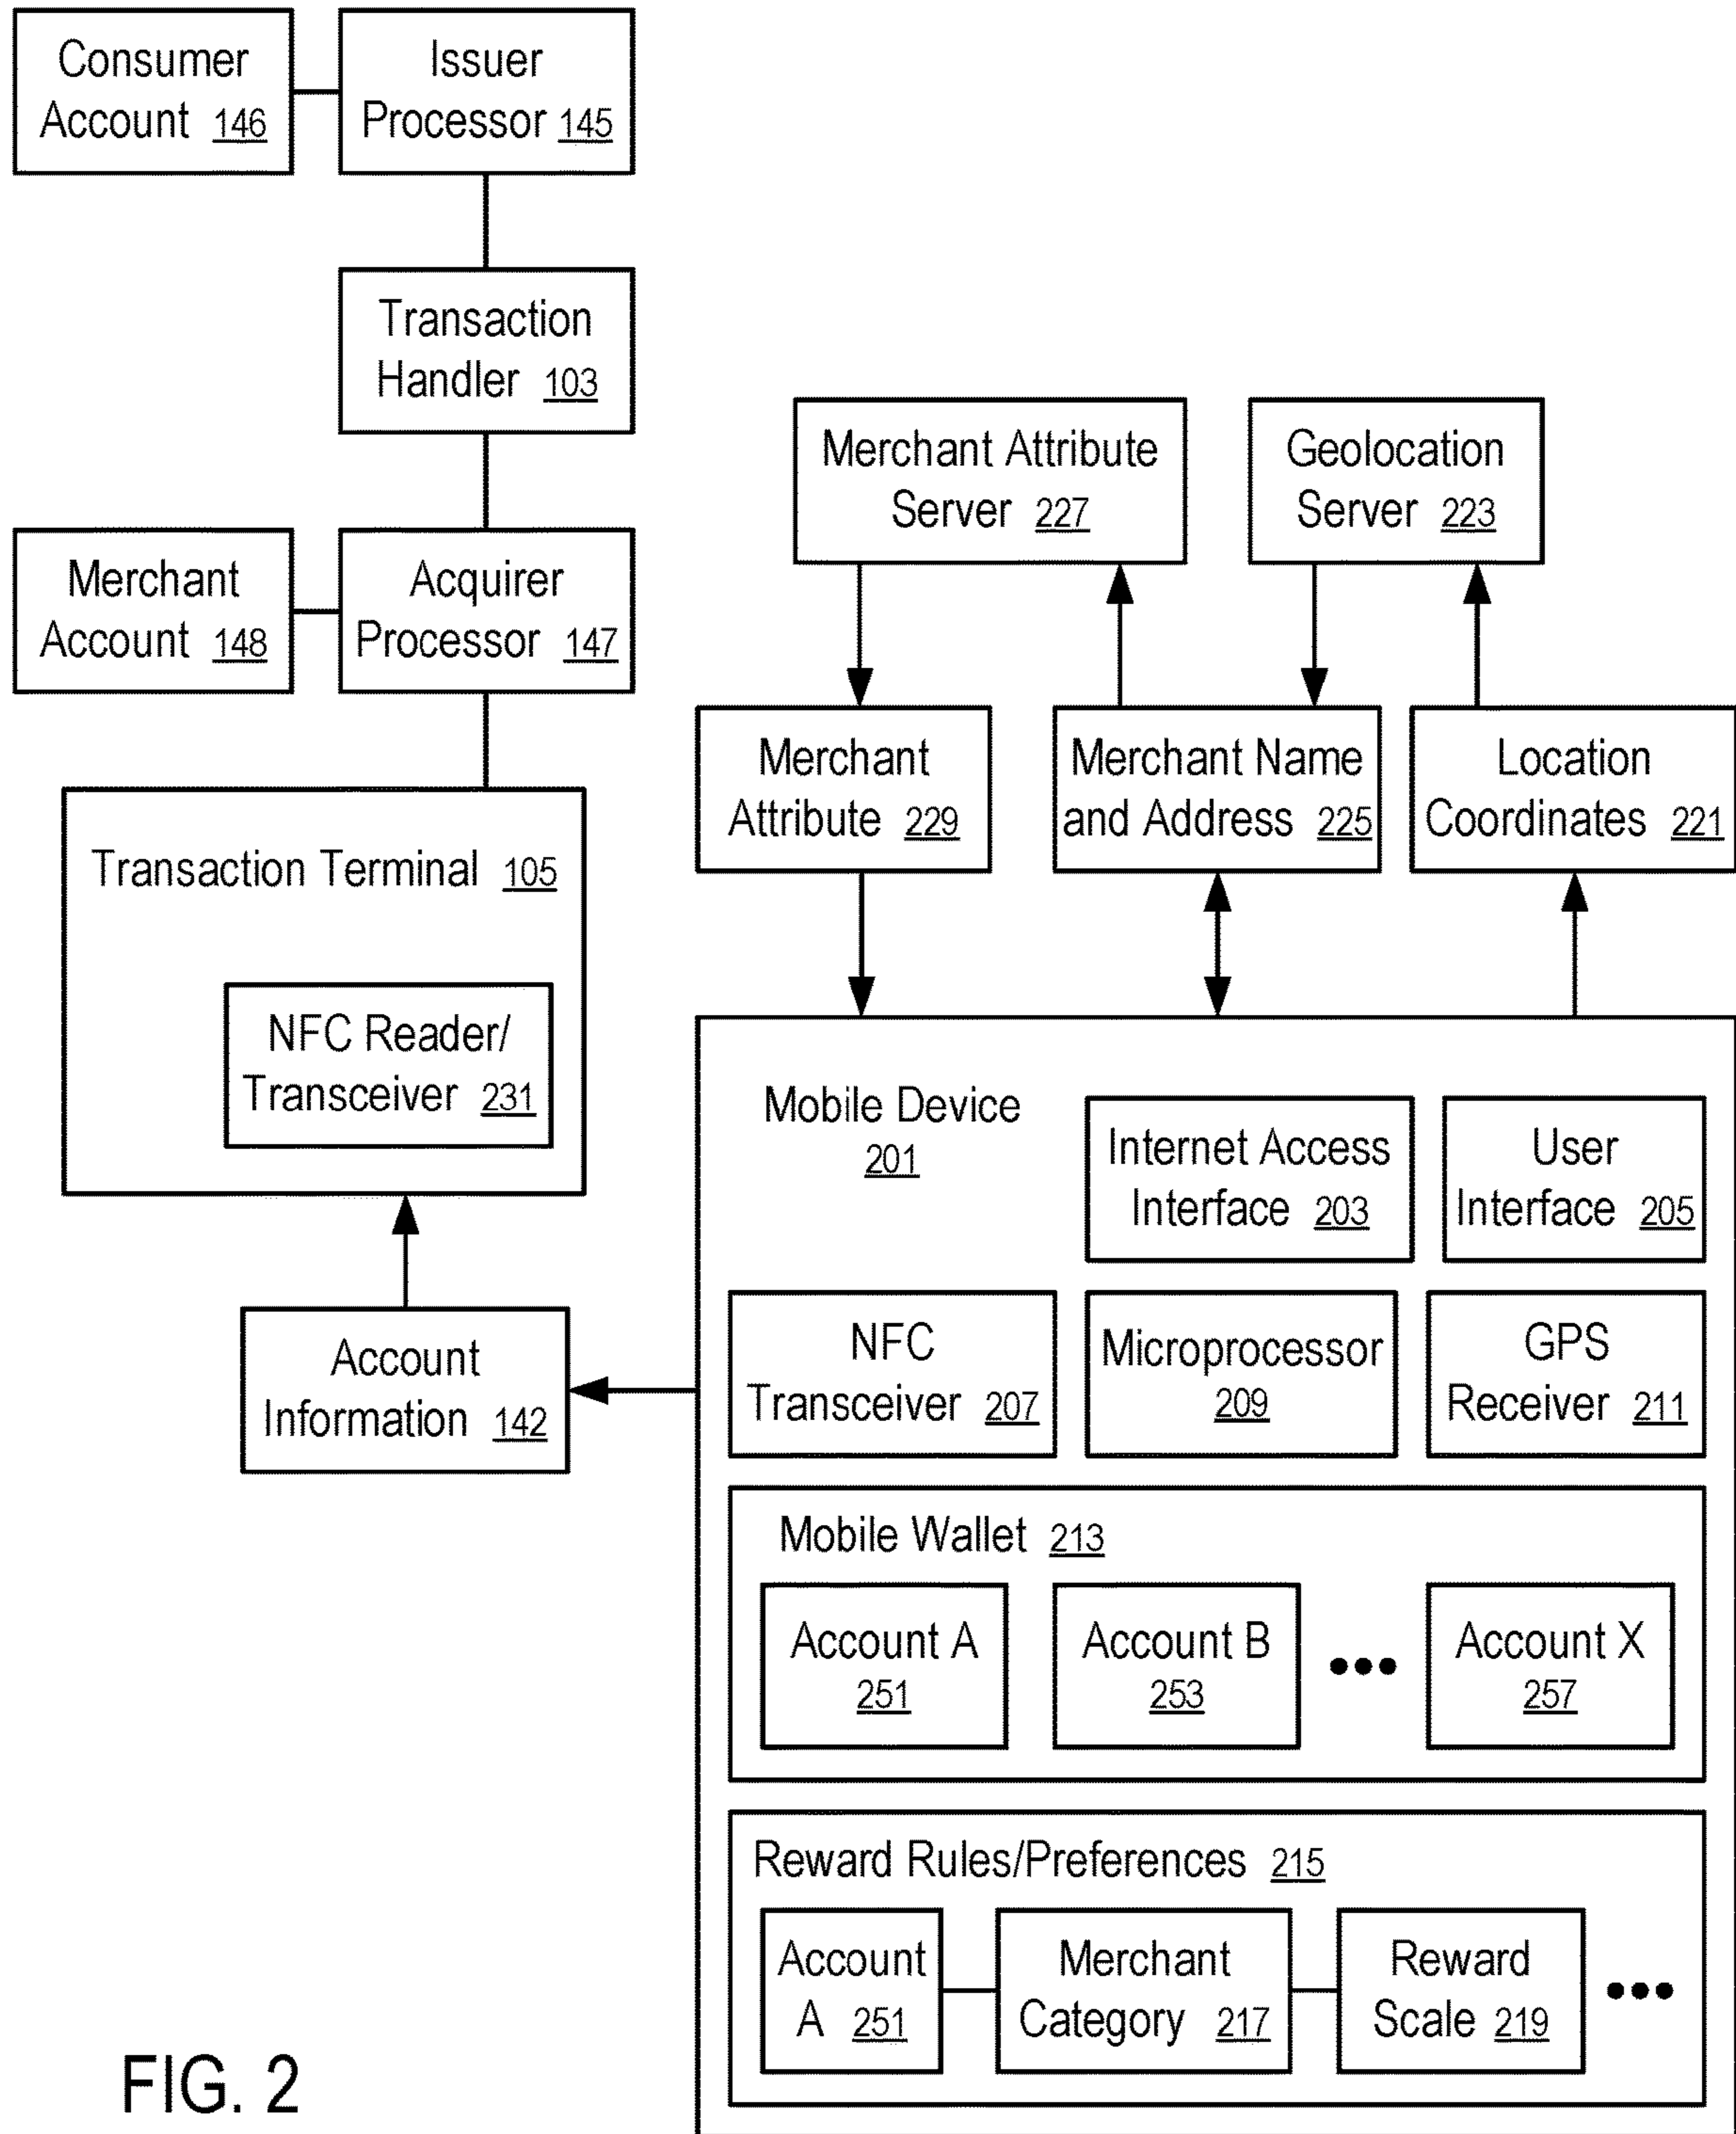 Consumer
Account 146
Issuer
Processor 145
Transaction
Handler 103
Merchant Attribute
Server 227
Geolocation
Server 223
Merchant
Account 148
Acquirer
Processor 147
Merchant
Attribute 229
Merchant Name
and Address 225
Location
Coordinates 221
Transaction Terminal 105
NFC Reader/
Transceiver 231
Mobile Device
201
Internet Access
Interface 203
User
Interface 205
Account
Information 142
NFC
Transceiver 207
Microprocessor
209
GPS
Receiver 211
Mobile Wallet 213
Account A
251
Account B
253
•••
Account X
257
Reward Rules/Preferences 215
Account
A 251
Merchant
Category 217
Reward
Scale 219
•••
FIG. 2